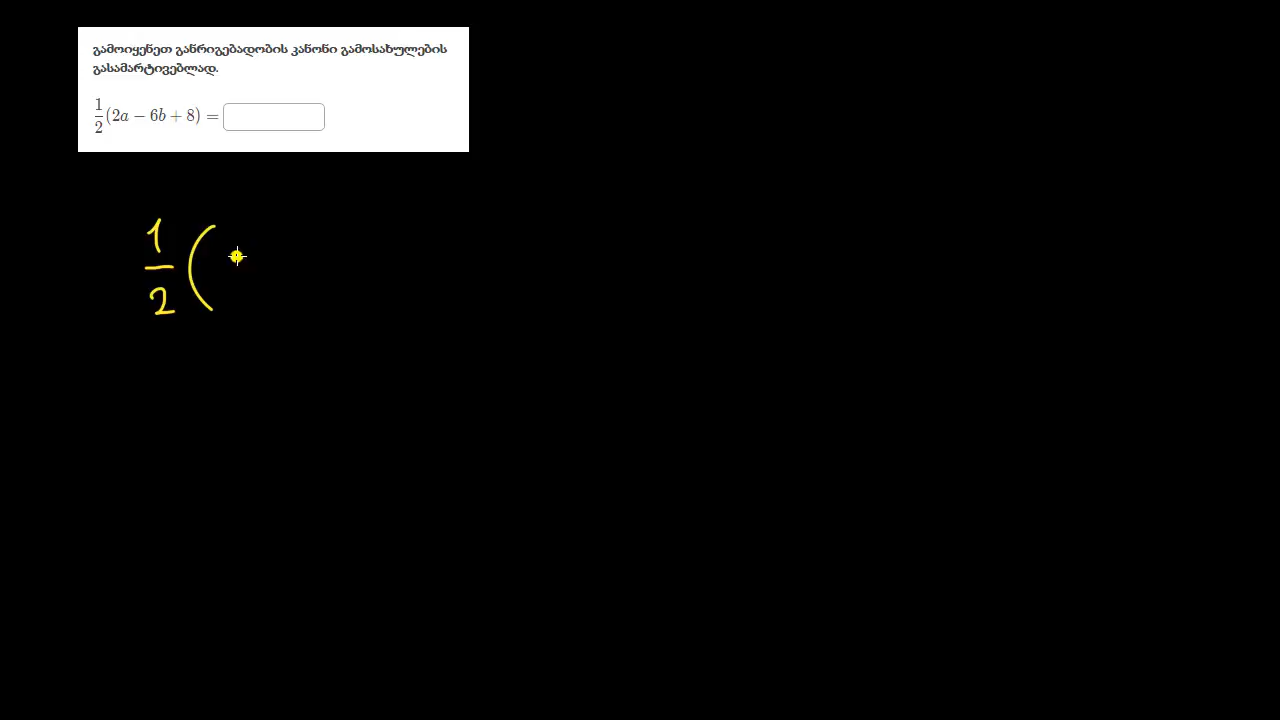 გამოიყენეთ განრიგებადობის კანონი გამოსახულების
გასამარტივებლად.
1/2(2a − 6b + 8) =
1/2 (